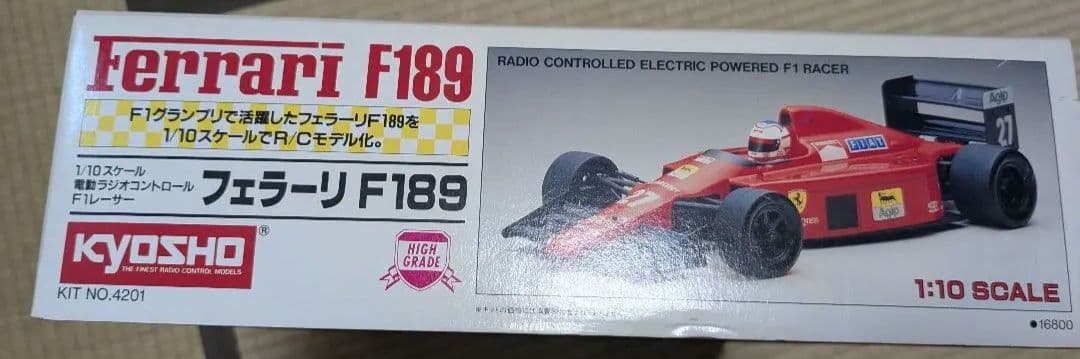 Ferrari F189
F1グランプリで活躍したフェラーリF189を
1/10スケールでR/Cモデル化。
1/10スケール
電動ラジオコントロール
F1レーサー
フェラーリ F189
KYOSHO®
THE FINEST RADIO CONTROL MODELS
KIT NO.4201
HIGH
GRADE
RADIO CONTROLLED ELECTRIC POWERED F1 RACER
Agip
27
FIAT
27
Agip
1:10 SCALE
●16800